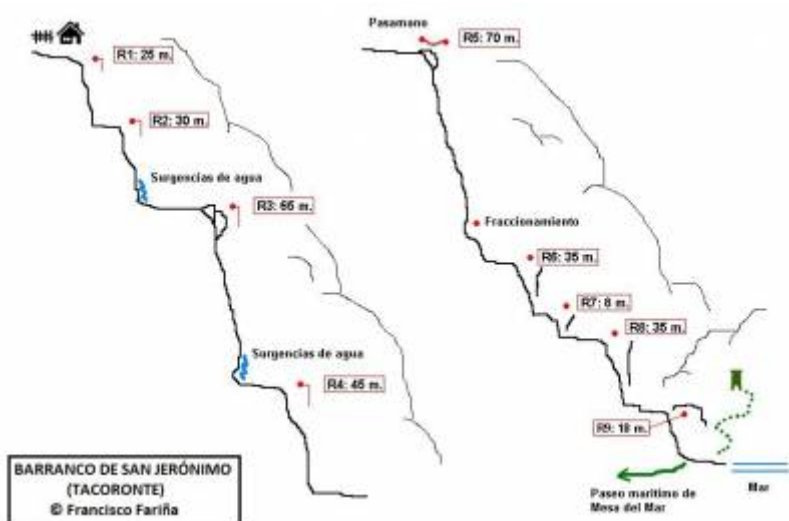 R1: 25 m.
R2: 30 m.
Surgencias de agua
R3: 65 m.
Surgencias de agua
R4: 45 m.
BARRANCO DE SAN JERÓNIMO
(TACORONTE)
© Francisco Fariña
Pasamano
R5: 70 m.
Fraccionamiento
R6: 35 m.
R7: 8 m.
R8: 35 m.
R9: 18 m.
Paseo marítimo de
Mesa del Mar
Mar